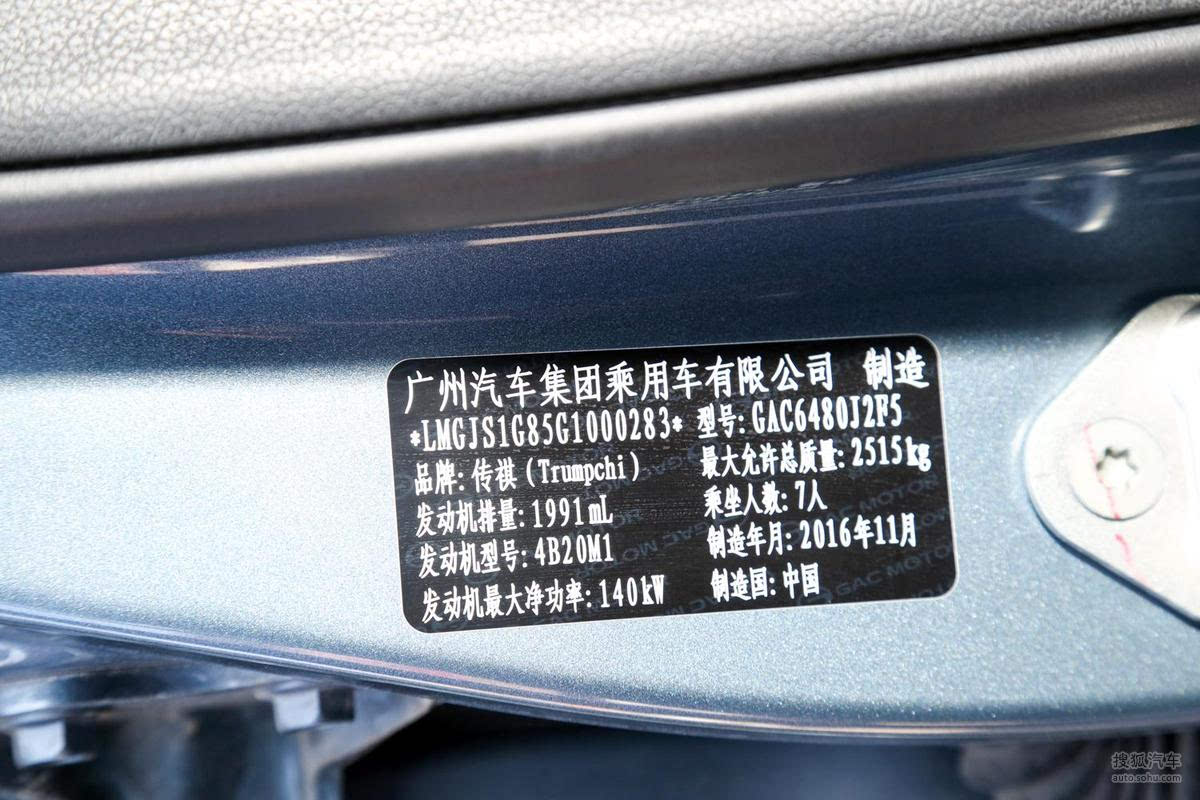 广州汽车集团乘用车有限公司 制造
*LMGJS1G85G1000283* 型号: GAC6480J2F5
品牌: 传祺 (Trumpchi) 最大允许总质量: 2515kg
发动机排量: 1991mL 乘坐人数: 7人
发动机型号: 4B20M1 制造年月: 2016年11月
发动机最大净功率: 140kW 制造国: 中国
搜狐汽车
auto.sohu.com